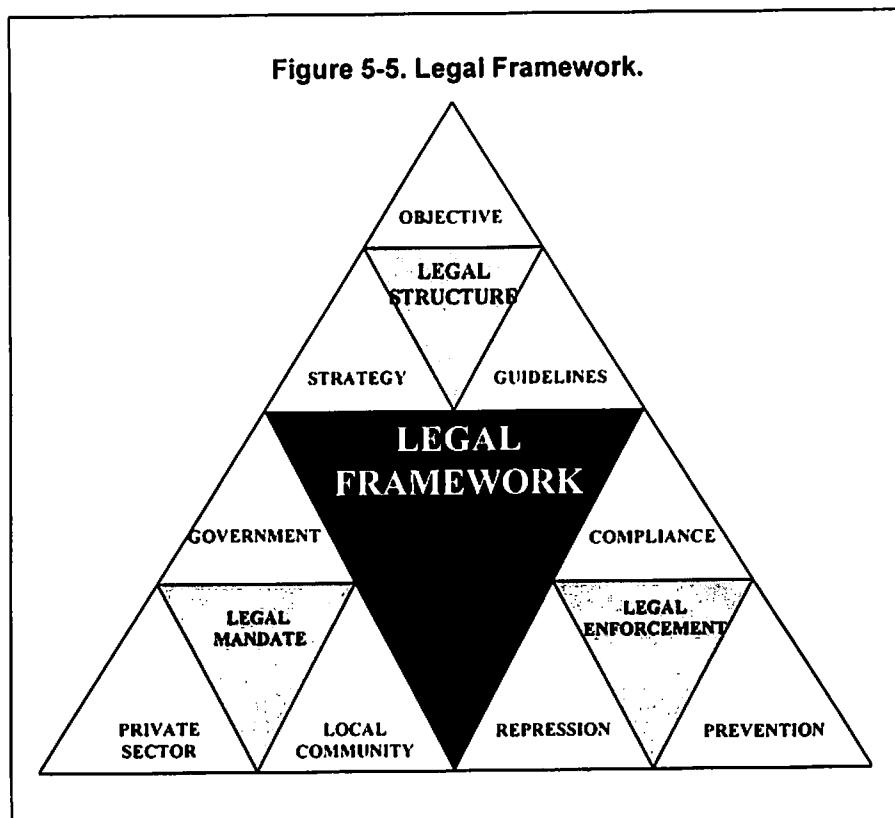 Figure 5-5. Legal Framework.
OBJECTIVE
LEGAL
STRUCTURE
STRATEGY
GUIDELINES
LEGAL
FRAMEWORK
GOVERNMENT
COMPLIANCE
LEGAL
MANDATE
LEGAL
ENFORCEMENT
PRIVATE
SECTOR
LOCAL
COMMUNITY
REPRESSION
PREVENTION